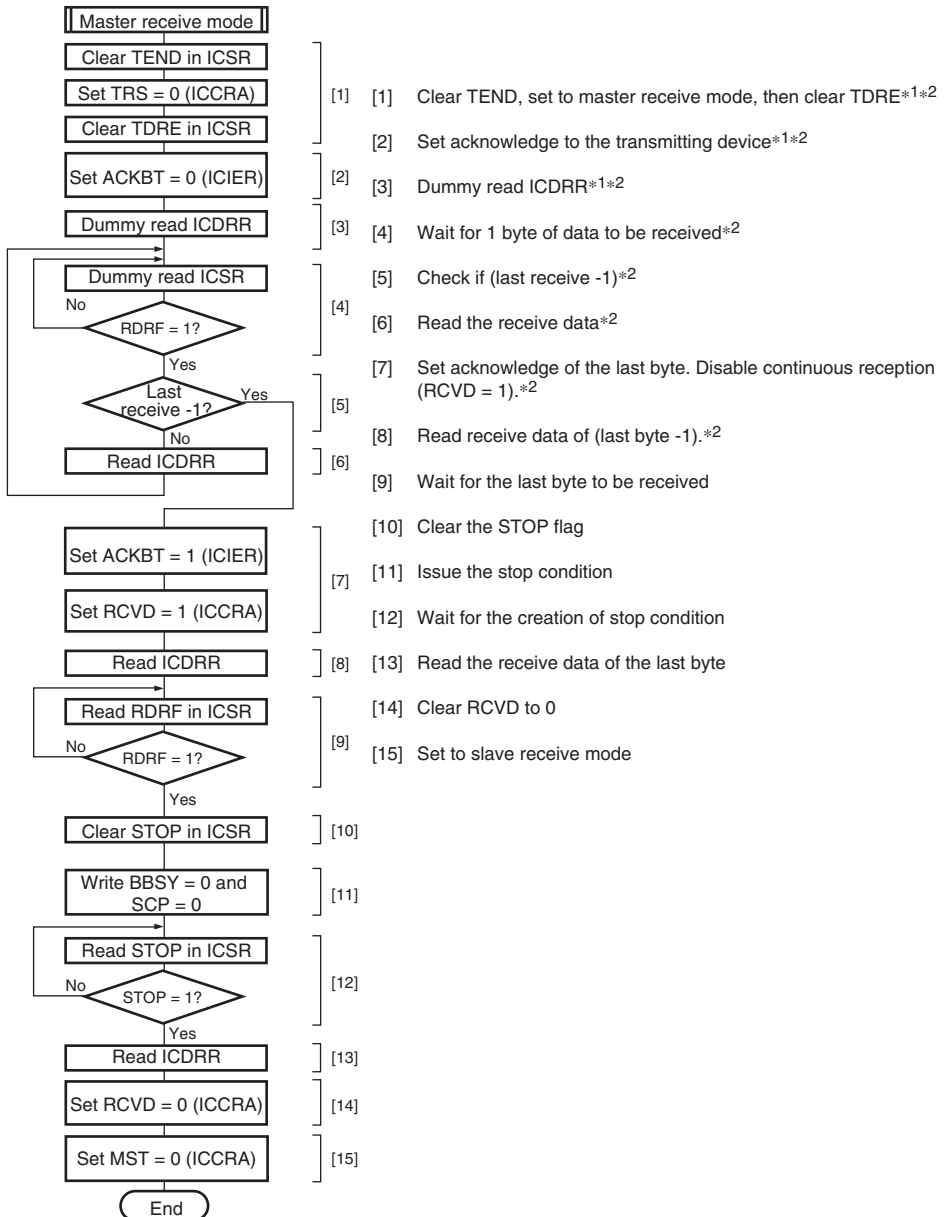 Master receive mode
Clear TEND in ICSR
Set TRS = 0 (ICCRA)
Clear TDRE in ICSR
[1]
Set ACKBT = 0 (ICIER)
[2]
Dummy read ICDRR
[3]
Dummy read ICSR
No
RDRF = 1?
[4]
Yes
Last
receive -1?
Yes
[5]
No
Read ICDRR
[6]
Set ACKBT = 1 (ICIER)
[7]
Set RCVD = 1 (ICCRA)
Read ICDRR
[8]
Read RDRF in ICSR
No
RDRF = 1?
[9]
Yes
Clear STOP in ICSR
[10]
Write BBSY = 0 and
SCP = 0
[11]
Read STOP in ICSR
No
STOP = 1?
[12]
Yes
Read ICDRR
[13]
Set RCVD = 0 (ICCRA)
[14]
Set MST = 0 (ICCRA)
[15]
End
[1] Clear TEND, set to master receive mode, then clear TDRE*1*2
[2] Set acknowledge to the transmitting device*1*2
[3] Dummy read ICDRR*1*2
[4] Wait for 1 byte of data to be received*2
[5] Check if (last receive -1)*2
[6] Read the receive data*2
[7] Set acknowledge of the last byte. Disable continuous reception
(RCVD = 1).*2
[8] Read receive data of (last byte -1).*2
[9] Wait for the last byte to be received
[10] Clear the STOP flag
[11] Issue the stop condition
[12] Wait for the creation of stop condition
[13] Read the receive data of the last byte
[14] Clear RCVD to 0
[15] Set to slave receive mode